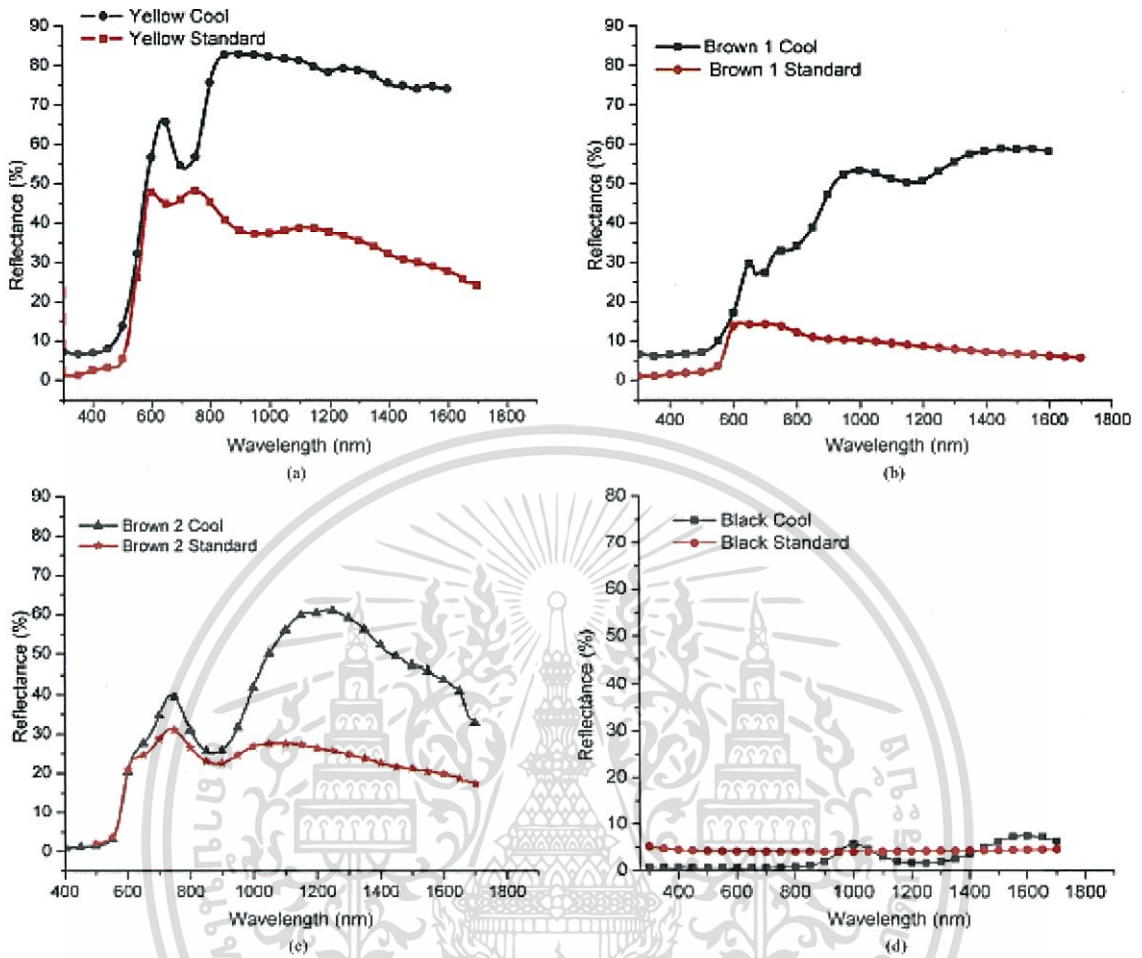 Yellow Cool
Yellow Standard
90
80
70
60
50
40
30
20
10
0
Reflectance (%)
400 600 800 1000 1200 1400 1600 1800
Wavelength (nm)
(a)
Brown 1 Cool
Brown 1 Standard
90
80
70
60
50
40
30
20
10
0
Reflectance (%)
400 600 800 1000 1200 1400 1600 1800
Wavelength (nm)
(b)
Brown 2 Cool
Brown 2 Standard
90
80
70
60
50
40
30
20
10
0
Reflectance (%)
400 600 800 1000 1200 1400 1600 1800
Wavelength (nm)
(c)
Black Cool
Black Standard
80
70
60
50
40
30
20
10
0
Reflectance (%)
400 600 800 1000 1200 1400 1600 1800
Wavelength (nm)
(d)